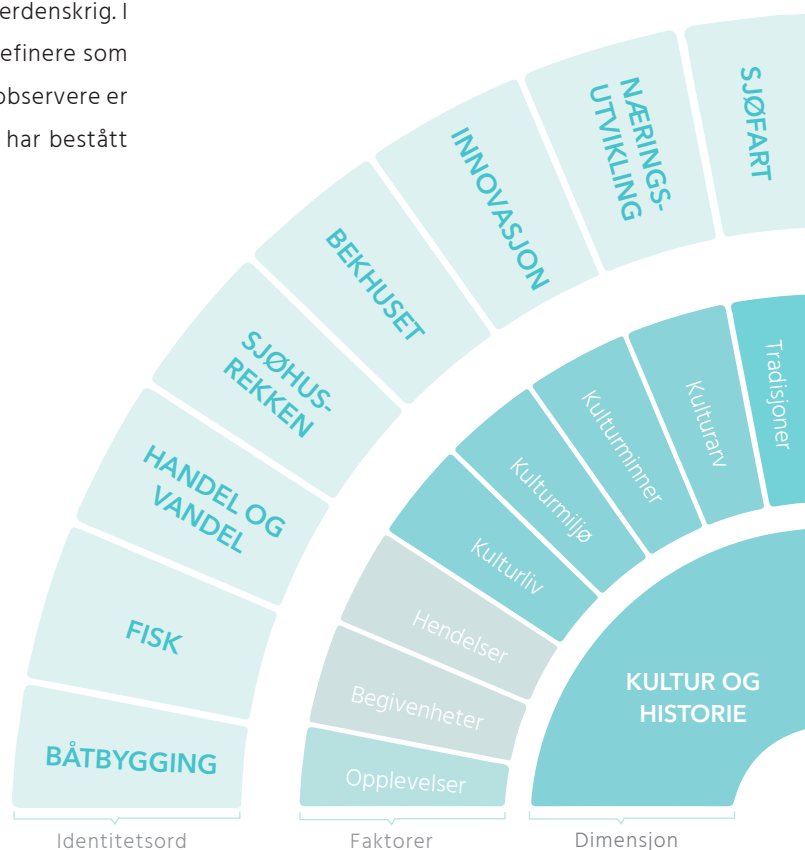 erdenskrig. I
efinere som
observere er
har bestått
SJØFART
NÆRINGS-
UTVIKLING
INNOVASJON
BEKHUSET
SJØHUS-
REKKEN
HANDEL OG
VANDEL
FISK
BÅTBYGGING
Tradisjoner
Kulturarv
Kulturminner
Kulturmiljø
Kulturliv
Hendelser
Begivenheter
Opplevelser
KULTUR OG
HISTORIE
Identitetsord
Faktorer
Dimensjon